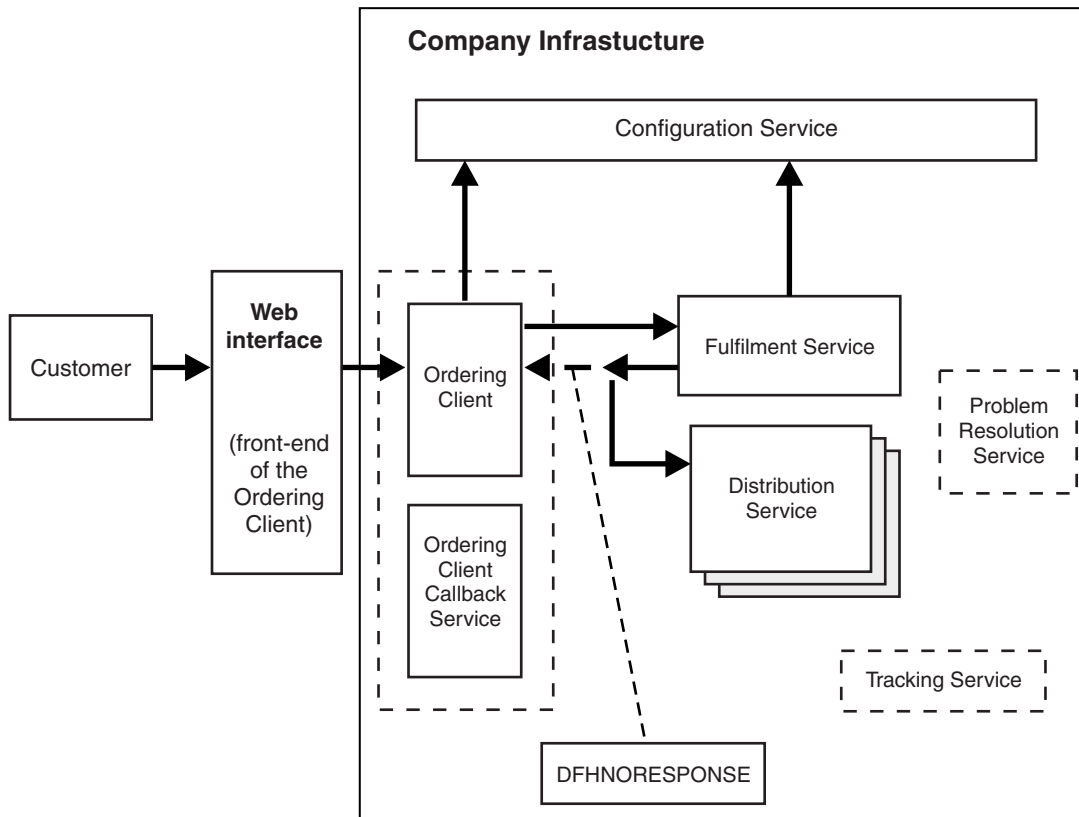 Company Infrastucture
Configuration Service
Customer
Web
interface
(front-end
of the
Ordering
Client)
Ordering
Client
Fulfilment Service
Problem
Resolution
Service
Distribution
Service
Ordering
Client
Callback
Service
Tracking Service
DFHNORESPONSE